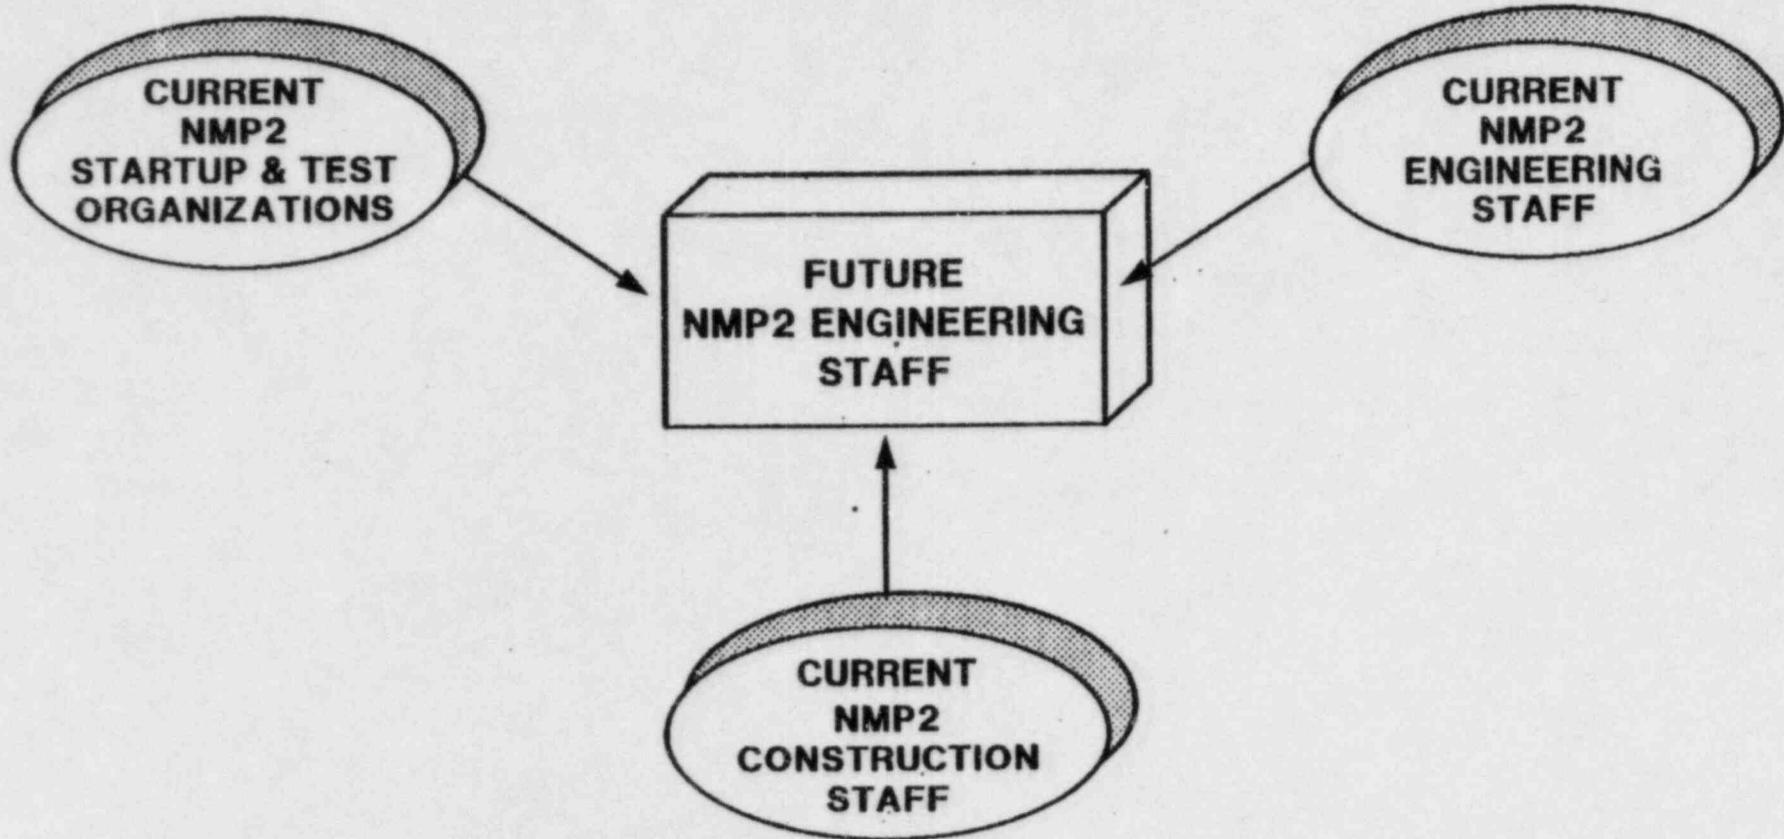 CURRENT
NMP2
STARTUP & TEST
ORGANIZATIONS
CURRENT
NMP2
ENGINEERING
STAFF
FUTURE
NMP2 ENGINEERING
STAFF
CURRENT
NMP2
CONSTRUCTION
STAFF